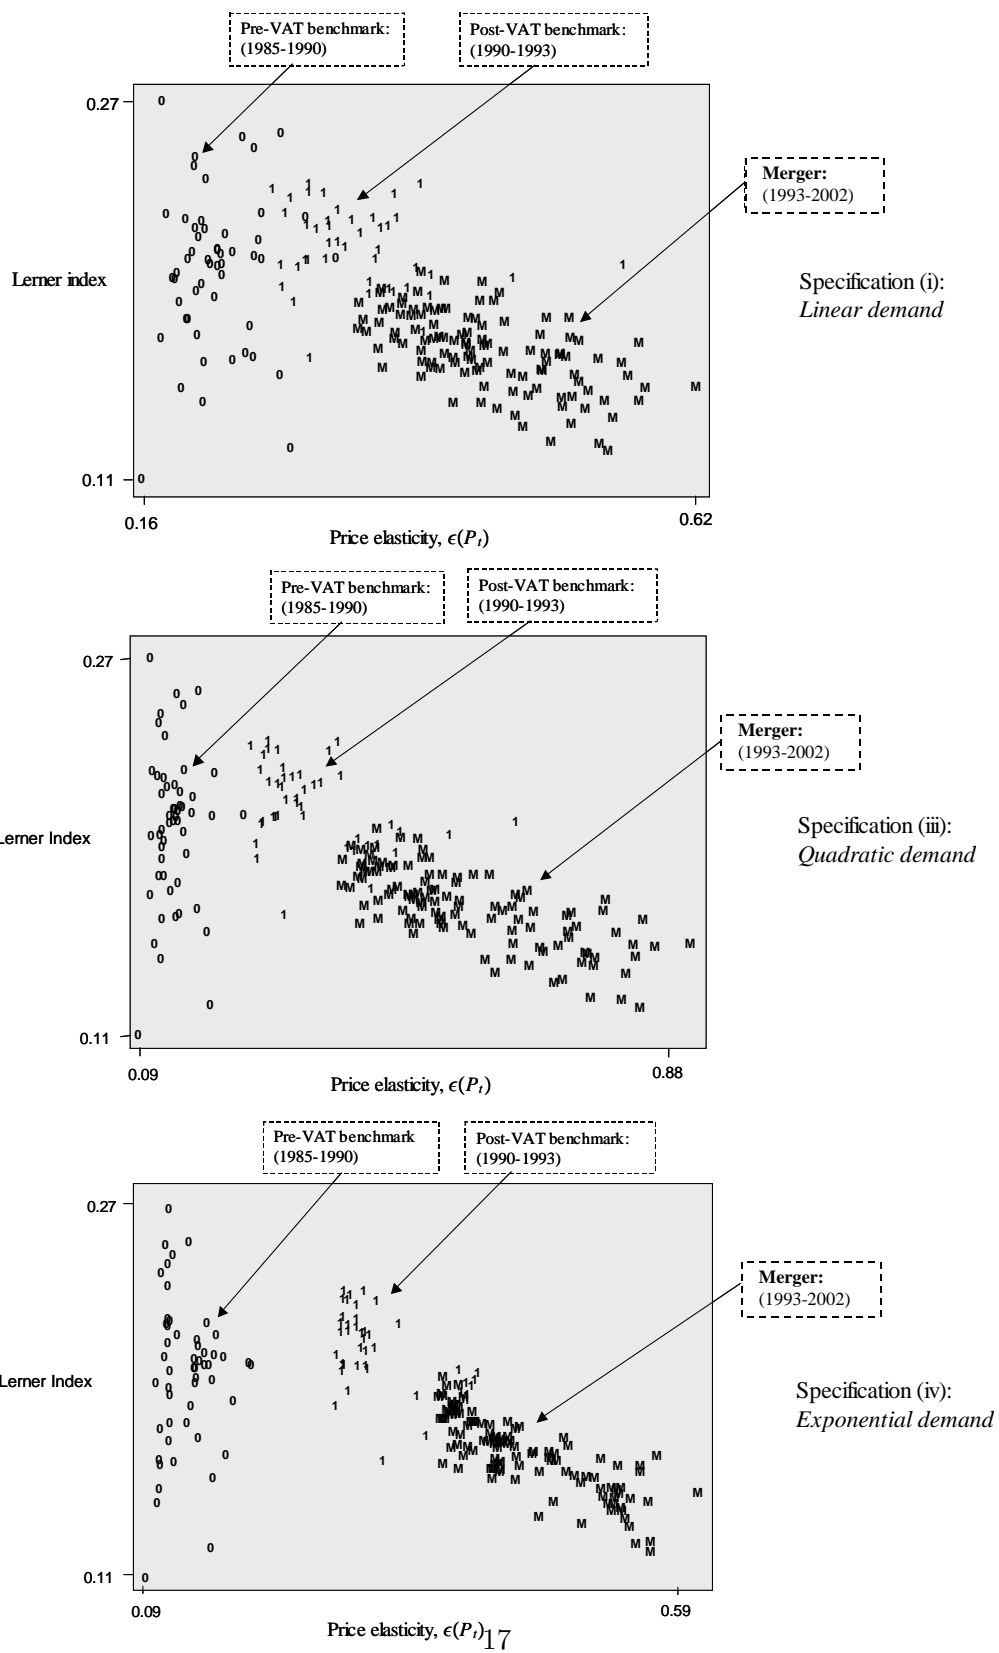 Pre-VAT benchmark:
(1985-1990)
Post-VAT benchmark:
(1990-1993)
0.27
Merger:
(1993-2002)
Lerner index
Specification (i):
Linear demand
0.11
0.16
0.62
Price elasticity, ϵ(Pₜ)
Pre-VAT benchmark:
(1985-1990)
Post-VAT benchmark:
(1990-1993)
0.27
Merger:
(1993-2002)
Lerner Index
Specification (iii):
Quadratic demand
0.11
0.09
0.88
Price elasticity, ϵ(Pₜ)
Pre-VAT benchmark
(1985-1990)
Post-VAT benchmark:
(1990-1993)
0.27
Merger:
(1993-2002)
Lerner Index
Specification (iv):
Exponential demand
0.11
0.09
0.59
Price elasticity, ϵ(Pₜ)
17